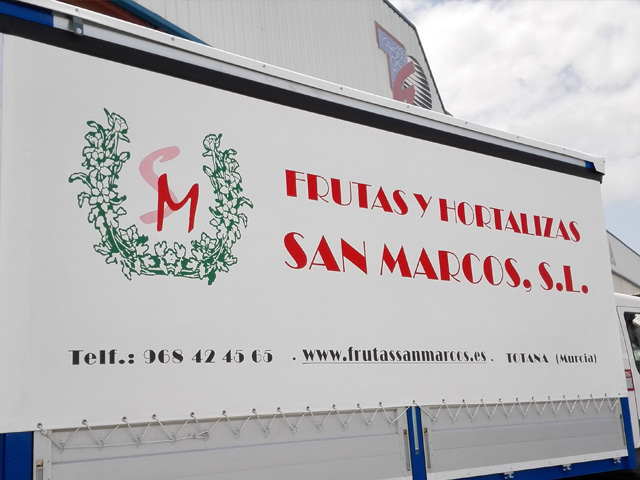 SM
FRUTAS Y HORTALIZAS
SAN MARCOS, S.L.
Telf.: 968 42 45 65 . www.frutassanmarcos.es . TOTANA (Murcia)